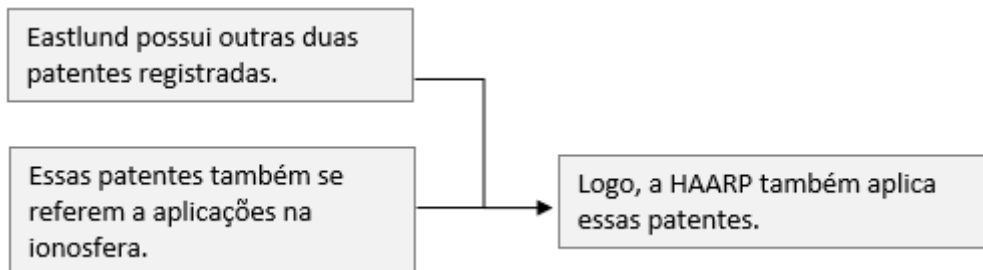 Eastlund possui outras duas
patentes registradas.
Essas patentes também se
referem a aplicações na
ionosfera.
Logo, a HAARP também aplica
essas patentes.